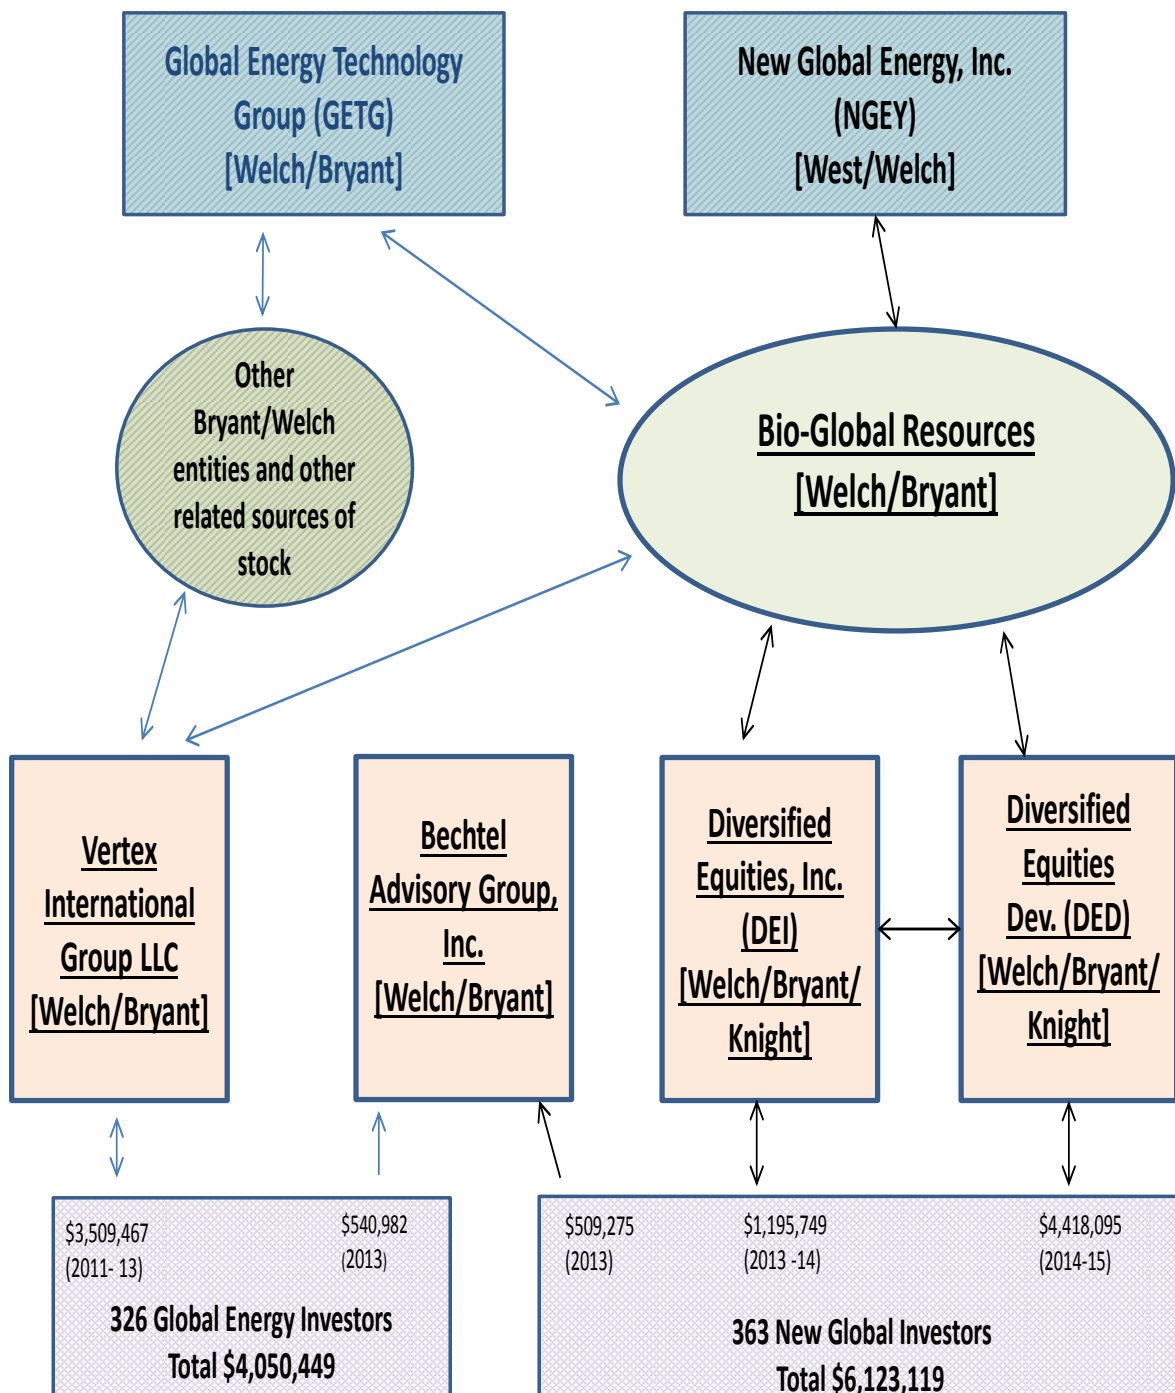 Global Energy Technology
Group (GETG)
[Welch/Bryant]
New Global Energy, Inc.
(NGEY)
[West/Welch]
Other
Bryant/Welch
entities and other
related sources of
stock
Bio-Global Resources
[Welch/Bryant]
Vertex
International
Group LLC
[Welch/Bryant]
Bechtel
Advisory Group,
Inc.
[Welch/Bryant]
Diversified
Equities, Inc.
(DEI)
[Welch/Bryant/
Knight]
Diversified
Equities
Dev. (DED)
[Welch/Bryant/
Knight]
$3,509,467
(2011- 13)
$540,982
(2013)
326 Global Energy Investors
Total $4,050,449
$509,275
(2013)
$1,195,749
(2013 -14)
$4,418,095
(2014-15)
363 New Global Investors
Total $6,123,119